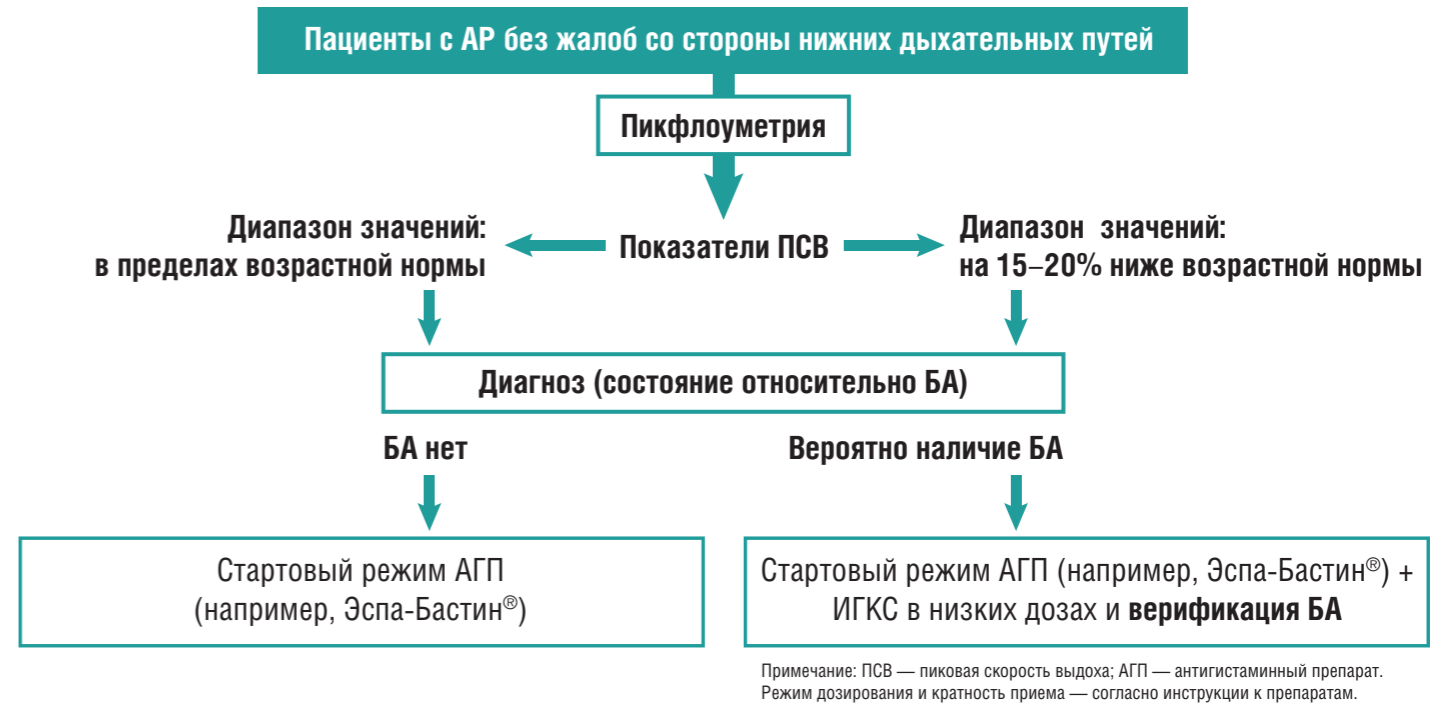 Пациенты с АР без жалоб со стороны нижних дыхательных путей
Пикфлоуметрия
Диапазон значений:
в пределах возрастной нормы
Показатели ПСВ
Диапазон значений:
на 15–20% ниже возрастной нормы
Диагноз (состояние относительно БА)
БА нет
Вероятно наличие БА
Стартовый режим АГП
(например, Эспа-Бастин®)
Стартовый режим АГП (например, Эспа-Бастин®) +
ИГКС в низких дозах и верификация БА
Примечание: ПСВ — пиковая скорость выдоха; АГП — антигистаминный препарат.
Режим дозирования и кратность приема — согласно инструкции к препаратам.